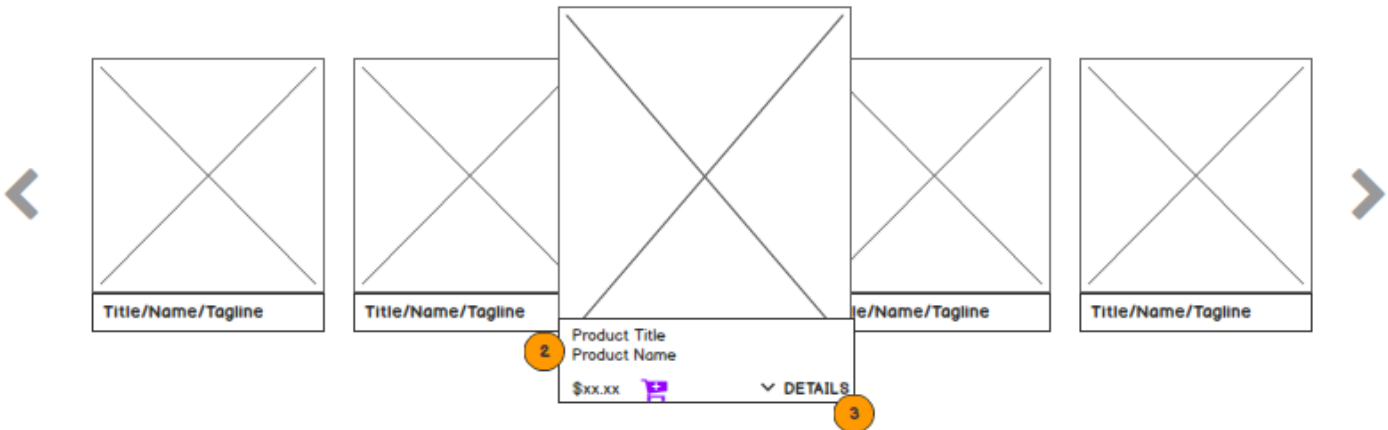 Title/Name/Tagline
Title/Name/Tagline
le/Name/Tagline
Title/Name/Tagline
Product Title
2
Product Name
$xx.xx
DETAILS
3